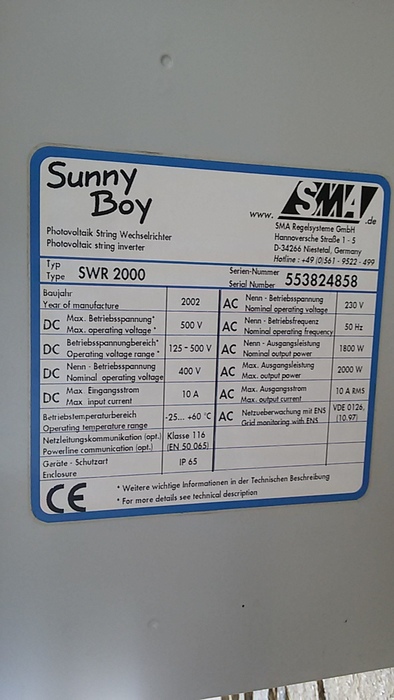 Sunny
Boy
SMA
www. .de
SMA Regelsysteme GmbH
Hannoversche Straße 1 - 5
D-34266 Niestetal, Germany
Hotline : +49 (0)561 - 9522 - 499
Photovoltaik String Wechselrichter
Photovoltaic string inverter
Typ
Type SWR 2000
Serien-Nummer
Serial Number 553824858
Baujahr
Year of manufacture 2002
DC Max. Betriebsspannung*
Max. operating voltage * 500 V
DC Betriebsspannungbereich*
Operating voltage range * 125 - 500 V
DC Nenn - Betriebsspannung
Nominal operating voltage 400 V
DC Max Eingangsstrom
Max input current 10 A
Betriebstemperaturbereich
Operating temperature range -25... +60 °C
Netzleitungskommunikation (opt.)
Powerline communication (opt.) Klasse 116
(EN 50 065)
Geräte - Schutzart
Enclosure IP 65
AC Nenn - Betriebsspannung
Nominal operating voltage 230 V
AC Nenn - Betriebsfrequenz
Nominal operating frequency 50 Hz
AC Nenn - Ausgangsleistung
Nominal output power 1800 W
AC Max. Ausgangsleistung
Max. output power 2000 W
AC Max. Ausgangsstrom
Max. output current 10 A RMS
AC Netzueberwachung mit ENS
Grid monitoring with ENS VDE 0126,
(10.97)
CE
* Weitere wichtige Informationen in der Technischen Beschreibung
* For more details see technical description